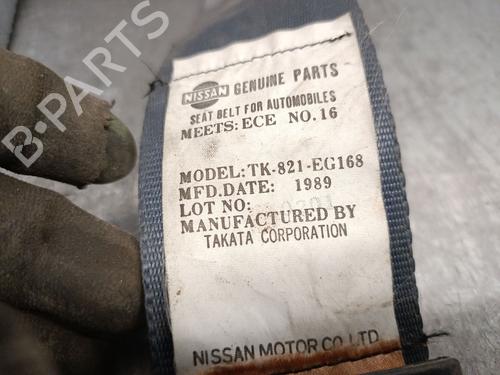 NISSAN GENUINE PARTS
SEAT BELT FOR AUTOMOBILES
MEETS: ECE NO.16
MODEL: TK-821-EG168
MFD.DATE: 1989
LOT NO:
MANUFACTURED BY
TAKATA CORPORATION
NISSAN MOTOR CO.,LTD.